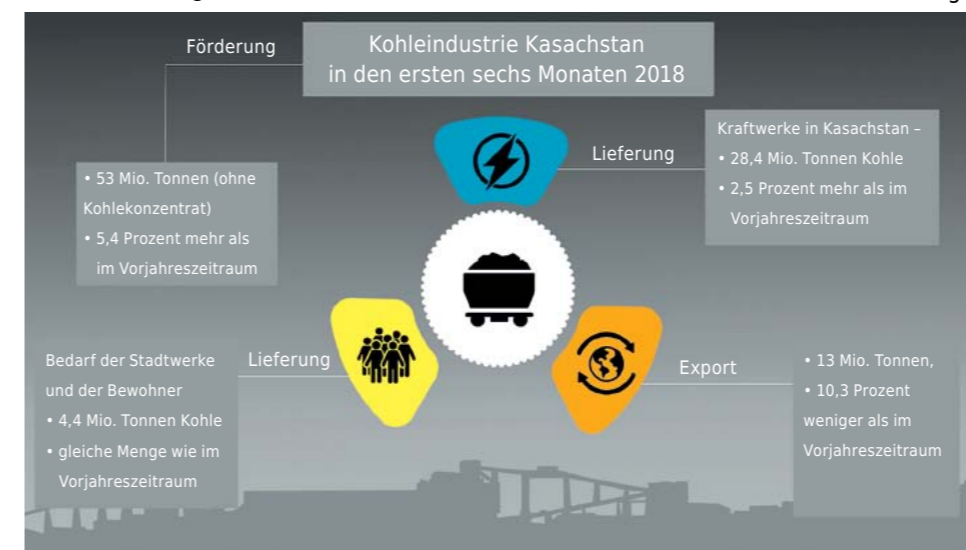 Kohleindustrie Kasachstan
in den ersten sechs Monaten 2018
Förderung
• 53 Mio. Tonnen (ohne
Kohlekonzentrat)
• 5,4 Prozent mehr als
im Vorjahreszeitraum
Lieferung
Kraftwerke in Kasachstan –
• 28,4 Mio. Tonnen Kohle
• 2,5 Prozent mehr als im
Vorjahreszeitraum
Lieferung
Bedarf der Stadtwerke
und der Bewohner
• 4,4 Mio. Tonnen Kohle
• gleiche Menge wie im
Vorjahreszeitraum
Export
• 13 Mio. Tonnen,
• 10,3 Prozent
weniger als im
Vorjahreszeitraum